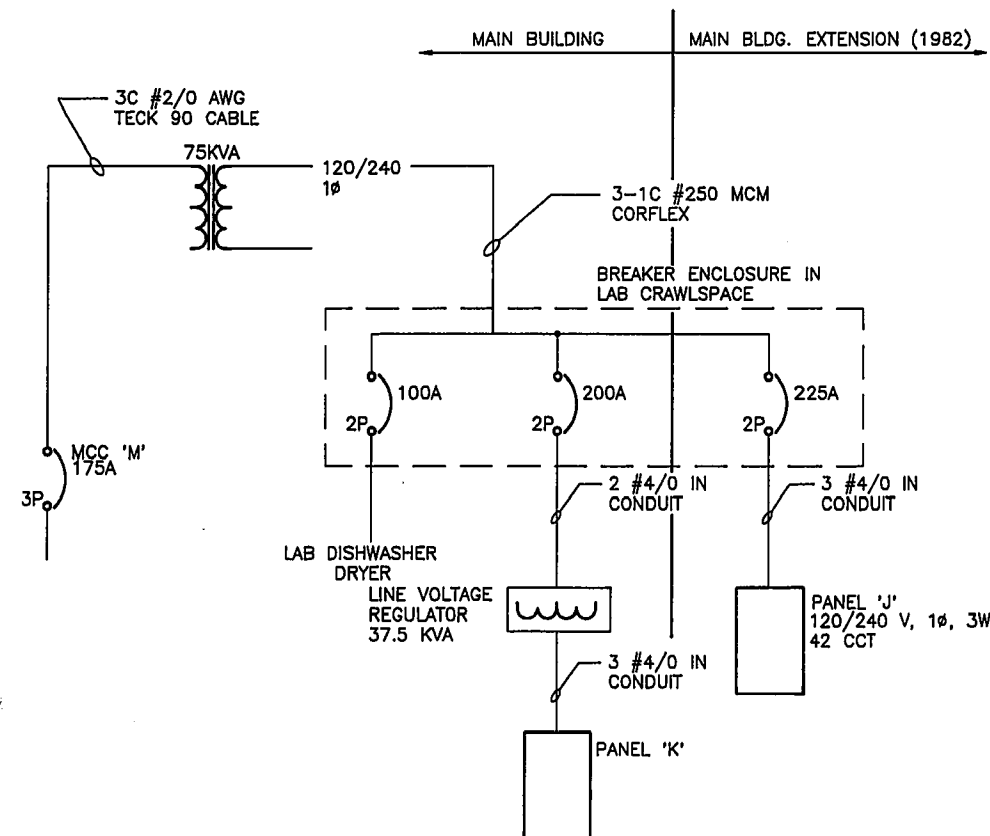 MAIN BUILDING
MAIN BLDG. EXTENSION (1982)
3C #2/0 AWG
TECK 90 CABLE
75KVA
120/240
1ø
3-1C #250 MCM
CORFLEX
BREAKER ENCLOSURE IN
LAB CRAWLSPACE
100A
2P
200A
2P
225A
2P
MCC 'M'
175A
3P
2 #4/0 IN
CONDUIT
3 #4/0 IN
CONDUIT
LAB DISHWASHER
DRYER
LINE VOLTAGE
REGULATOR
37.5 KVA
PANEL 'J'
120/240 V, 1ø, 3W
42 CCT
3 #4/0 IN
CONDUIT
PANEL 'K'